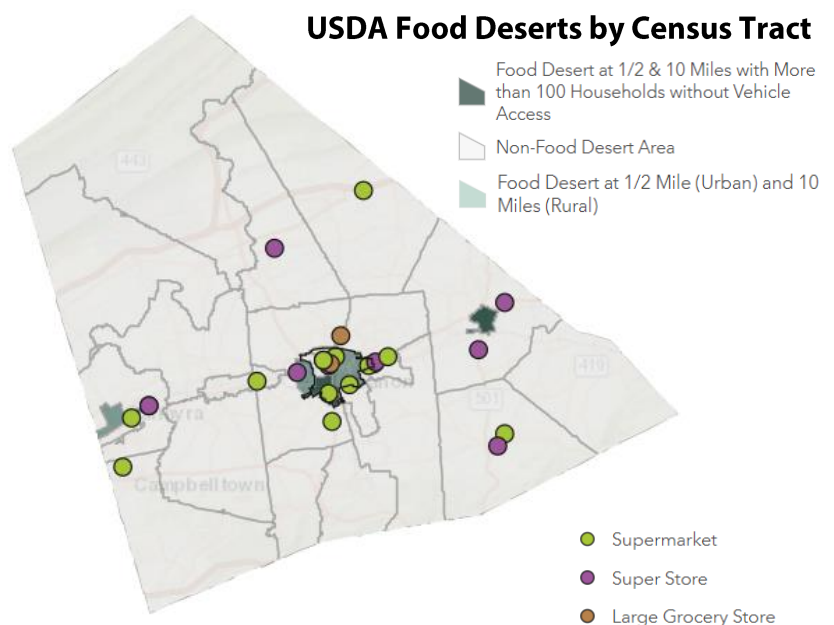 USDA Food Deserts by Census Tract
Food Desert at 1/2 & 10 Miles with More
than 100 Households without Vehicle
Access
Non-Food Desert Area
Food Desert at 1/2 Mile (Urban) and 10
Miles (Rural)
443
419
501
Campbelltown
Supermarket
Super Store
Large Grocery Store